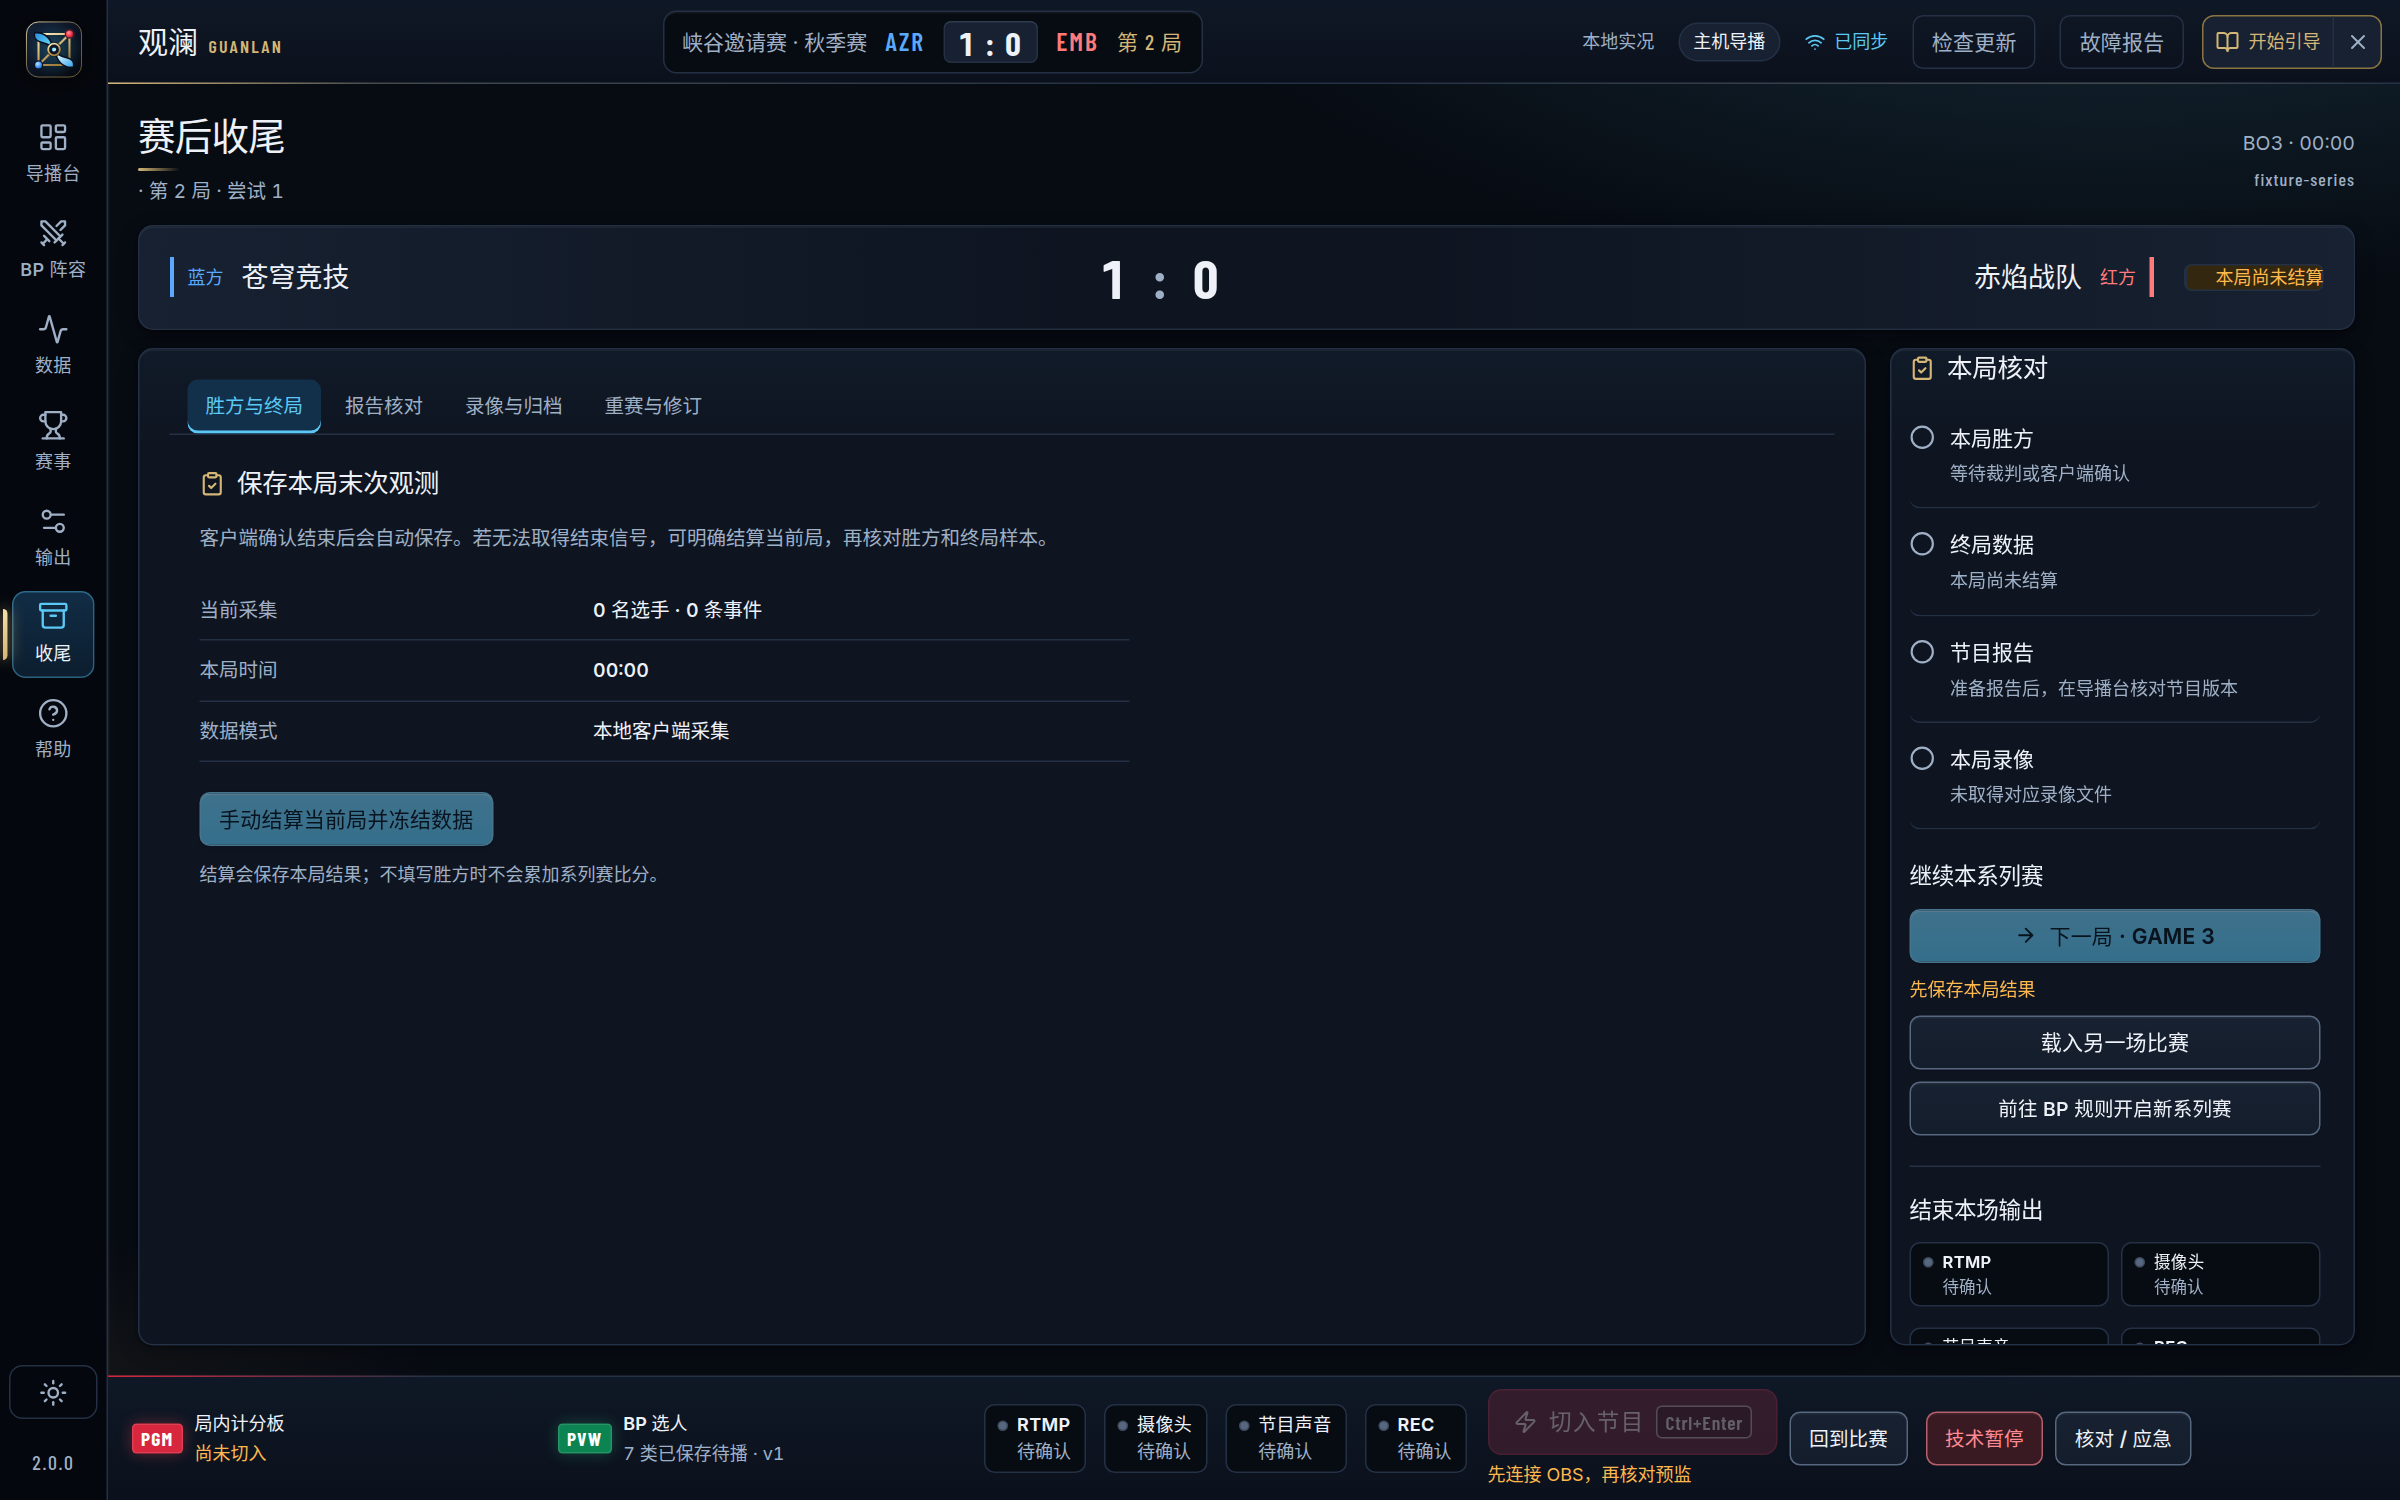 观澜 GUANLAN
峡谷邀请赛 · 秋季赛 AZR 1 : 0 EMB 第 2 局
本地实况 主机导播 已同步 检查更新 故障报告 开始引导
导播台
BP 阵容
数据
赛事
输出
收尾
帮助
2.0.0
赛后收尾
· 第 2 局 · 尝试 1
BO3 · 00:00
fixture-series
蓝方 苍穹竞技 1 : 0 赤焰战队 红方 本局尚未结算
胜方与终局 报告核对 录像与归档 重赛与修订
保存本局末次观测
客户端确认结束后会自动保存。若无法取得结束信号，可明确结算当前局，再核对胜方和终局样本。
当前采集 0 名选手 · 0 条事件
本局时间 00:00
数据模式 本地客户端采集
手动结算当前局并冻结数据
结算会保存本局结果；不填写胜方时不会累加系列赛比分。
本局核对
本局胜方
等待裁判或客户端确认
终局数据
本局尚未结算
节目报告
准备报告后，在导播台核对节目版本
本局录像
未取得对应录像文件
继续本系列赛
下一局 · GAME 3
先保存本局结果
载入另一场比赛
前往 BP 规则开启新系列赛
结束本场输出
RTMP
待确认
摄像头
待确认
PGM 局内计分板
尚未切入
PVW BP 选人
7 类已保存待播 · v1
RTMP
待确认
摄像头
待确认
节目声音
待确认
REC
待确认
切入节目 Ctrl+Enter
先连接 OBS，再核对预监
回到比赛 技术暂停 核对 / 应急